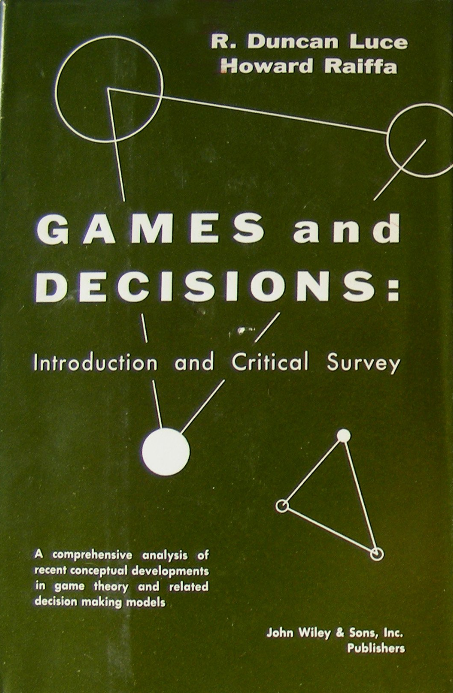 R. Duncan Luce
Howard Raiffa
GAMES and
DECISIONS:
Introduction and Critical Survey
A comprehensive analysis of
recent conceptual developments
in game theory and related
decision making models
John Wiley & Sons, Inc.
Publishers